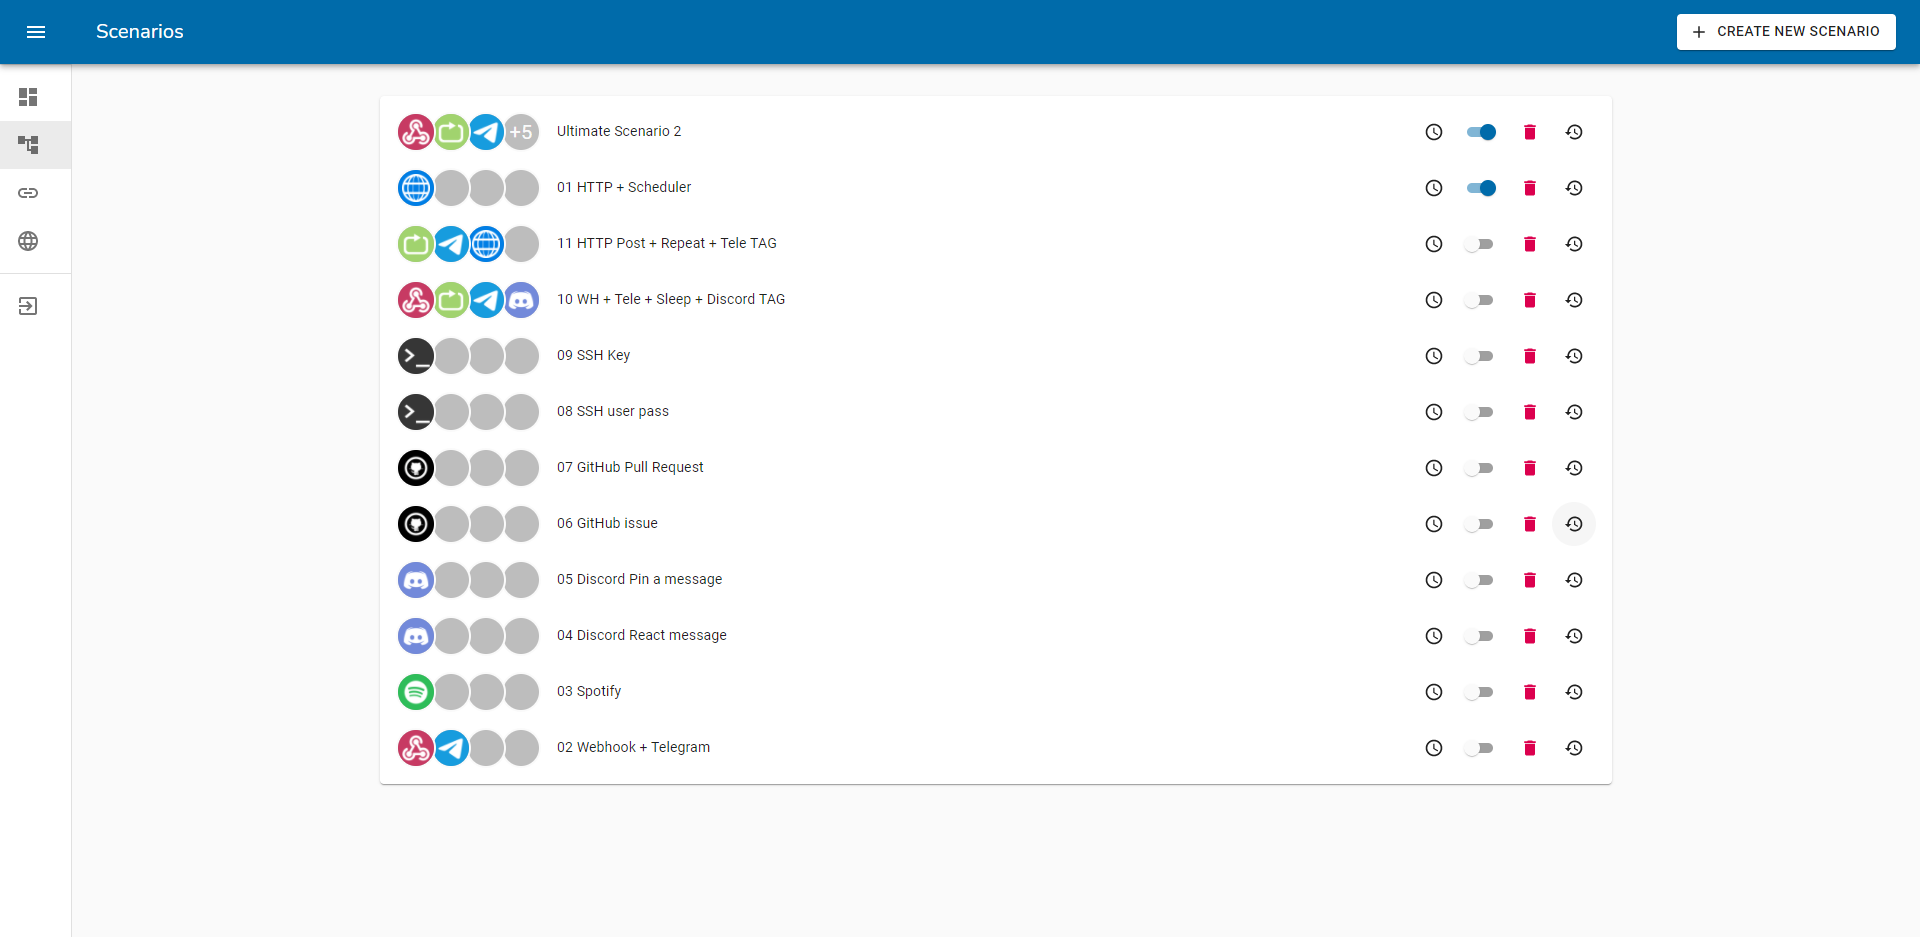 Scenarios
CREATE NEW SCENARIO
+5
Ultimate Scenario 2
01 HTTP + Scheduler
11 HTTP Post + Repeat + Tele TAG
10 WH + Tele + Sleep + Discord TAG
09 SSH Key
08 SSH user pass
07 GitHub Pull Request
06 GitHub issue
05 Discord Pin a message
04 Discord React message
03 Spotify
02 Webhook + Telegram